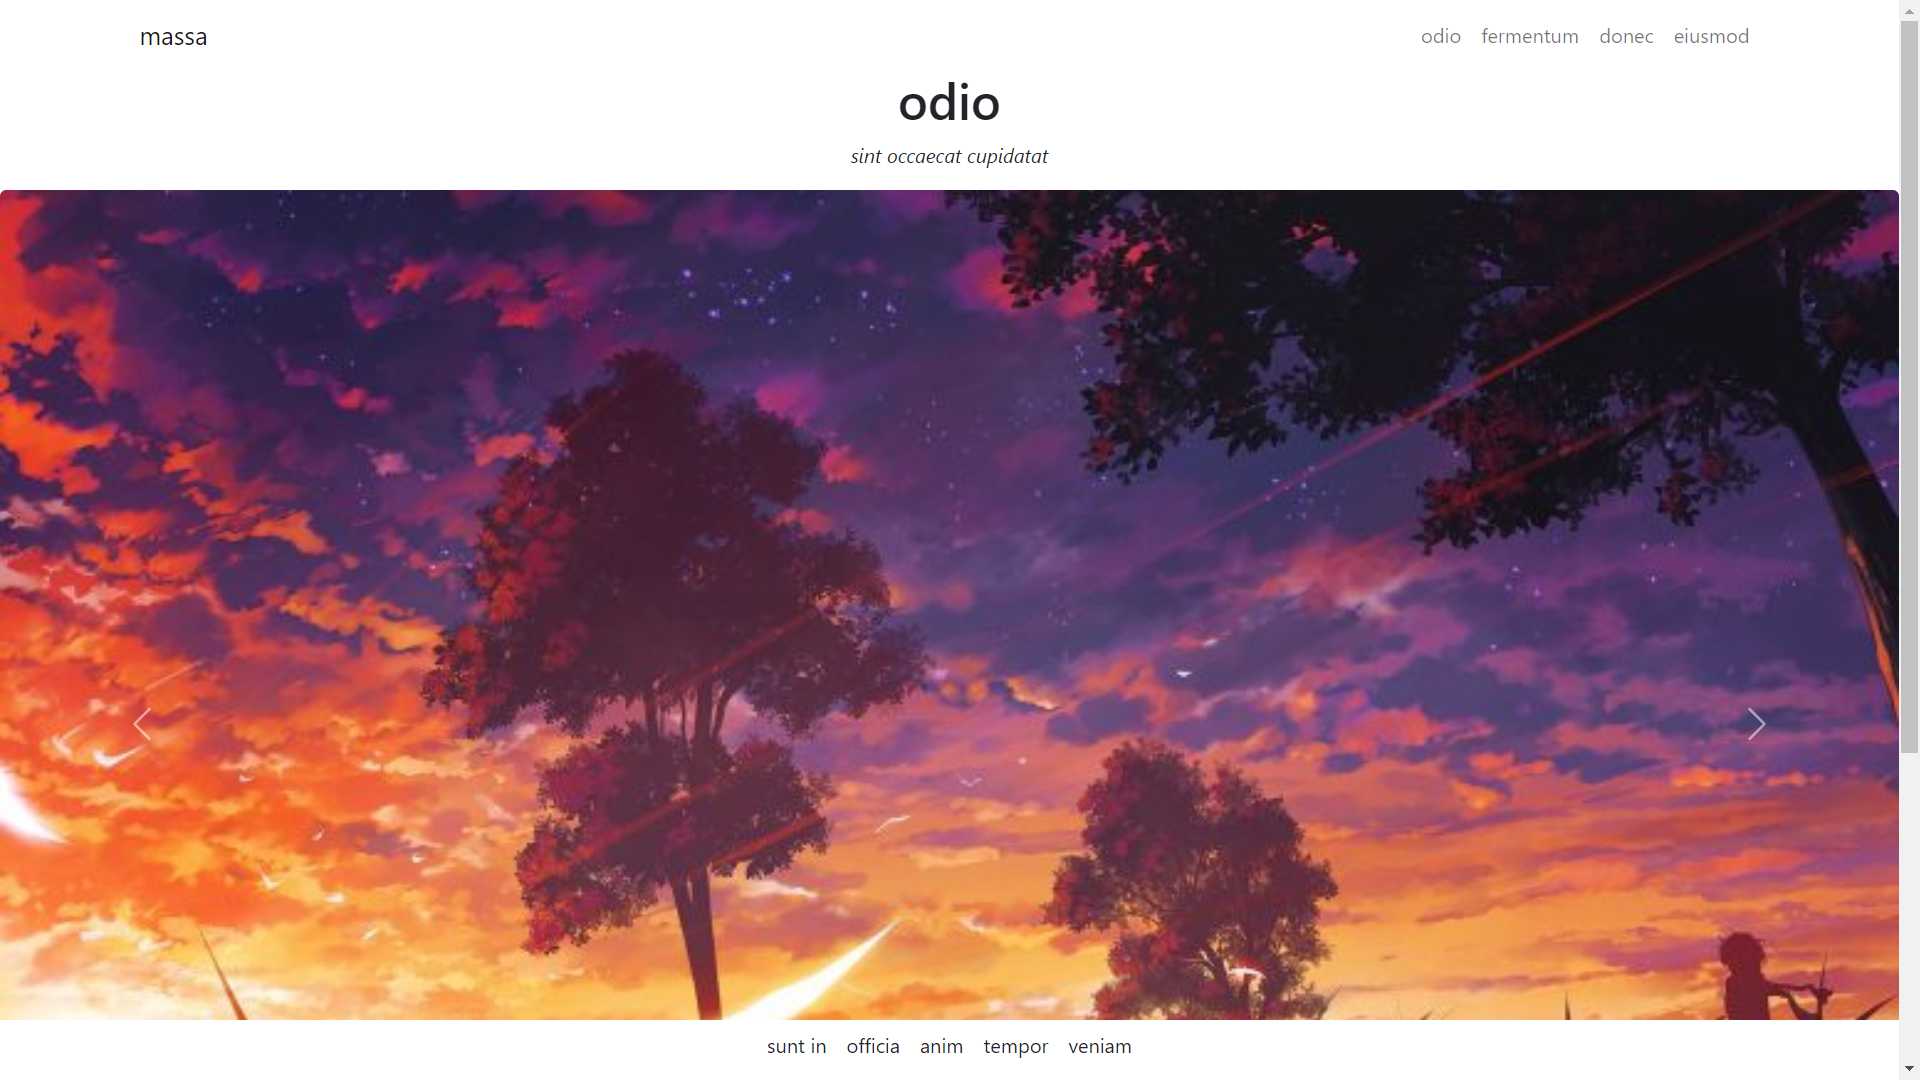 massa
odio fermentum donec eiusmod
odio
sint occaecat cupidatat
sunt in officia anim tempor veniam